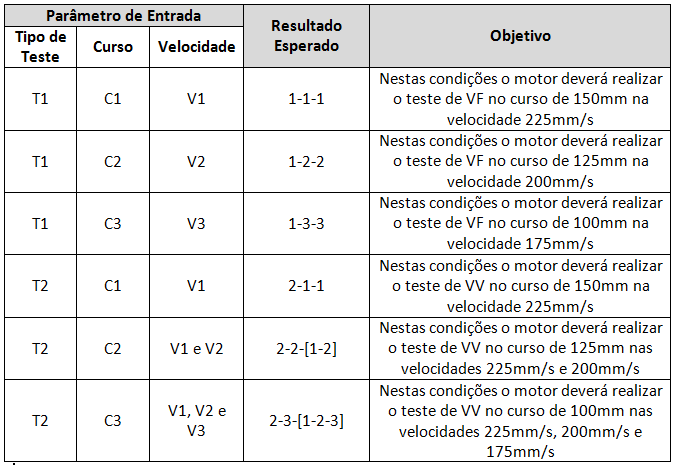 Parâmetro de Entrada
Resultado
Esperado
Objetivo
Tipo de
Teste
Curso
Velocidade
T1
C1
V1
1-1-1
Nestas condições o motor deverá realizar
o teste de VF no curso de 150mm na
velocidade 225mm/s
T1
C2
V2
1-2-2
Nestas condições o motor deverá realizar
o teste de VF no curso de 125mm na
velocidade 200mm/s
T1
C3
V3
1-3-3
Nestas condições o motor deverá realizar
o teste de VF no curso de 100mm na
velocidade 175mm/s
T2
C1
V1
2-1-1
Nestas condições o motor deverá realizar
o teste de VV no curso de 150mm na
velocidade 225mm/s
T2
C2
V1 e V2
2-2-[1-2]
Nestas condições o motor deverá realizar
o teste de VV no curso de 125mm nas
velocidades 225mm/s e 200mm/s
T2
C3
V1, V2 e
V3
2-3-[1-2-3]
Nestas condições o motor deverá realizar
o teste de VV no curso de 100mm nas
velocidades 225mm/s, 200mm/s e
175mm/s